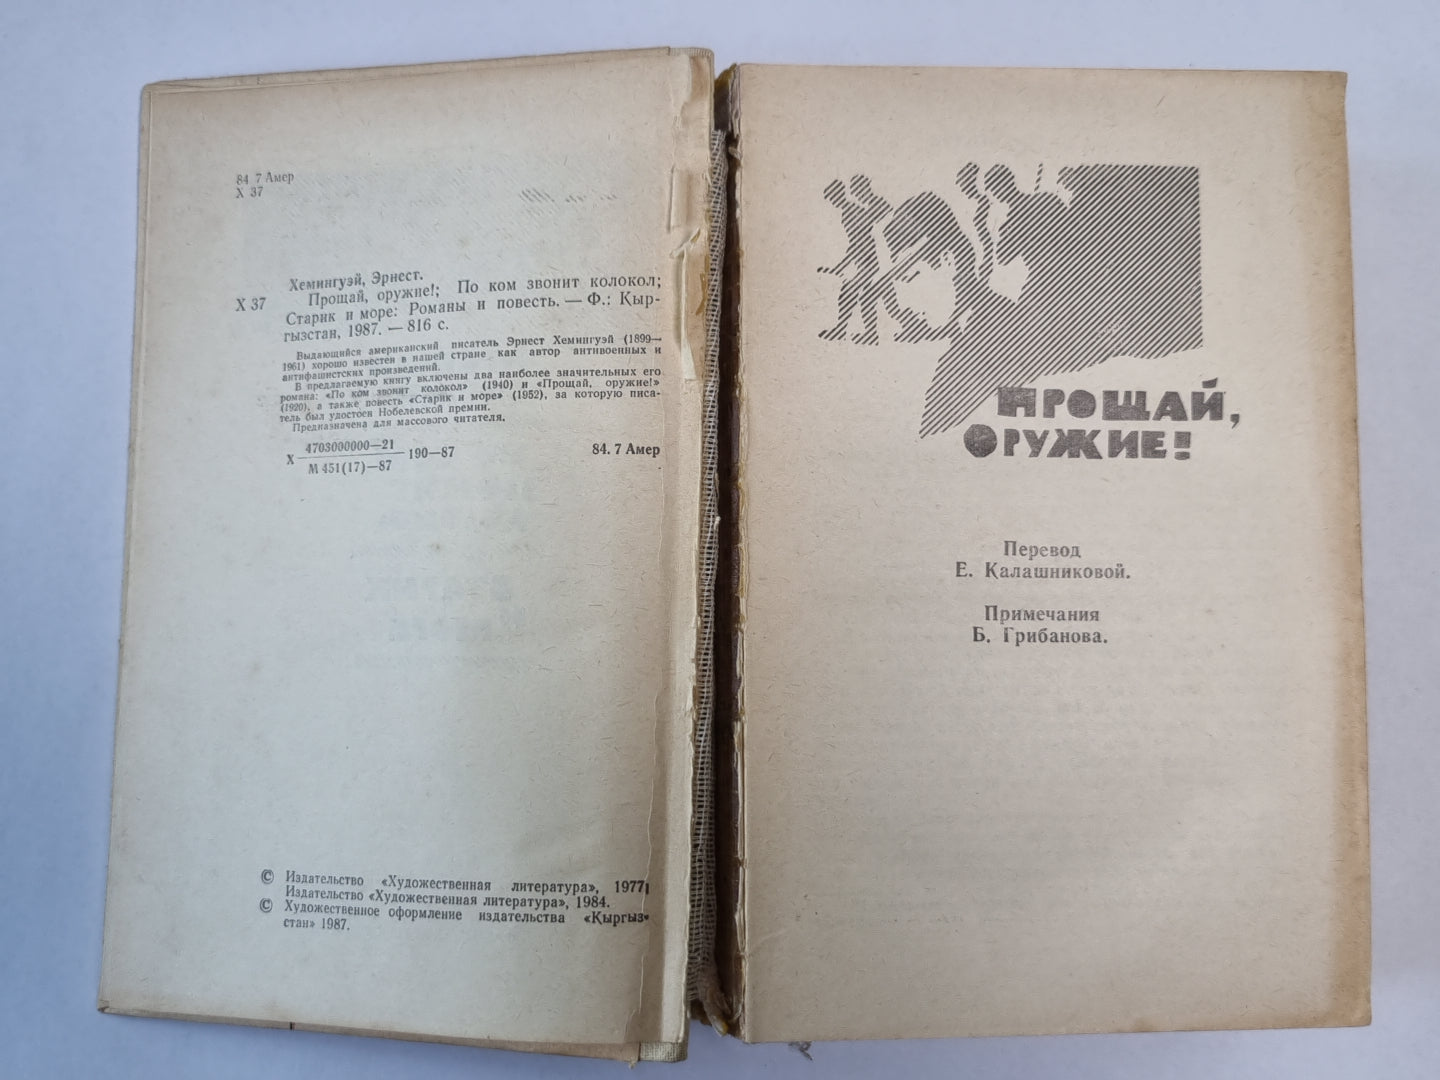 84 7 Амер
Х 37
Хемингуэй, Эрнест.
Х 37 Прощай, оружие!; По ком звонит колокол;
Старик и море: Романы и повесть. — Ф.: Кыр-
гызстан, 1987. — 816 с.
Выдающийся американский писатель Эрнест Хемингуэй (1899—
1961) хорошо известен в нашей стране как автор антивоенных и
антифашистских произведений.
В предлагаемую книгу включены два наиболее значительных его
романа: «По ком звонит колокол» (1940) и «Прощай, оружие!»
(1920), а также повесть «Старик и море» (1952), за которую писа-
тель был удостоен Нобелевской премии.
Предназначена для массового читателя.
Х 4703000000—21 190—87 84. 7 Амер
М 451(17)—87
© Издательство «Художественная литература», 1977
Издательство «Художественная литература», 1984.
© Художественное оформление издательства «Кыргыз-
стан» 1987.
ПРОЩАЙ,
ОРУЖИЕ!
Перевод
Е. Калашниковой.
Примечания
Б. Грибанова.